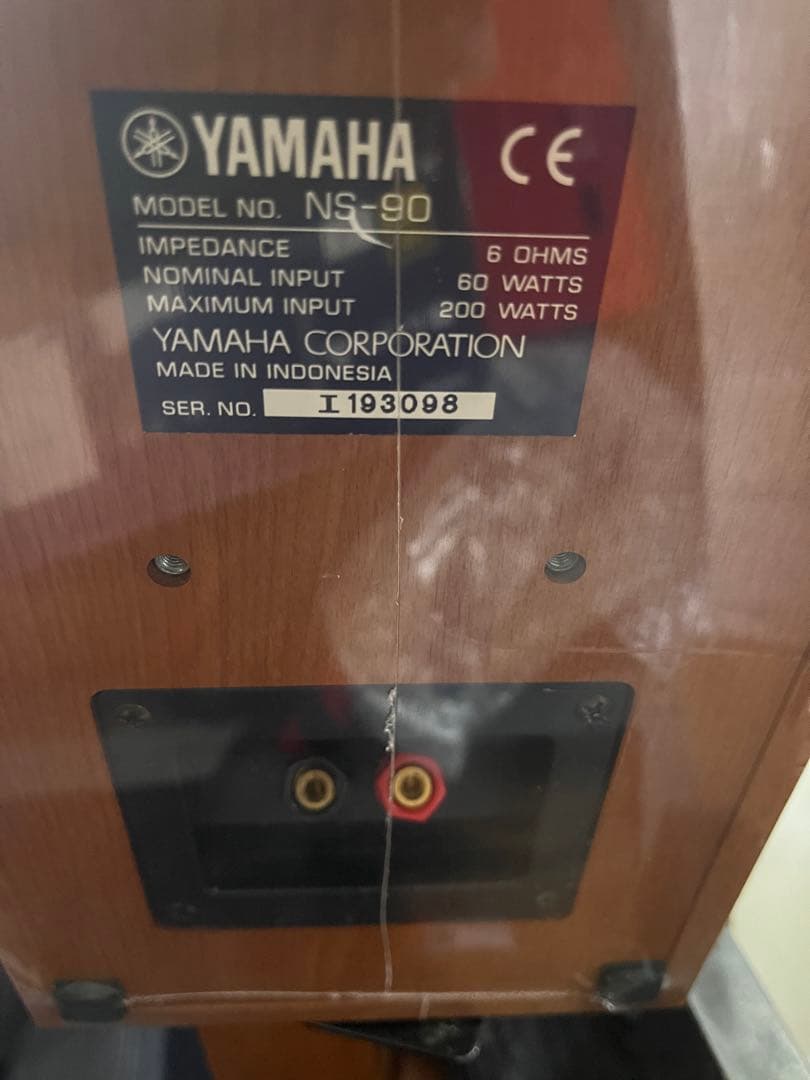 YAMAHA CE
MODEL NO. NS-90
IMPEDANCE 6 OHMS
NOMINAL INPUT 60 WATTS
MAXIMUM INPUT 200 WATTS
YAMAHA CORPORATION
MADE IN INDONESIA
SER. NO. I193098